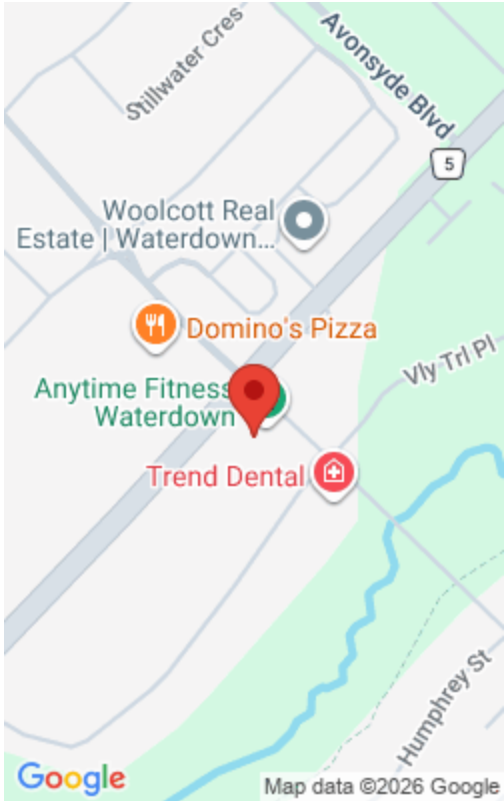 Stillwater Cres
Avonsyde Blvd
5
Woolcott Real
Estate | Waterdown...
Domino's Pizza
Vly Trl Pl
Anytime Fitness
Waterdown
Trend Dental
Humphrey St
Google
Map data ©2026 Google